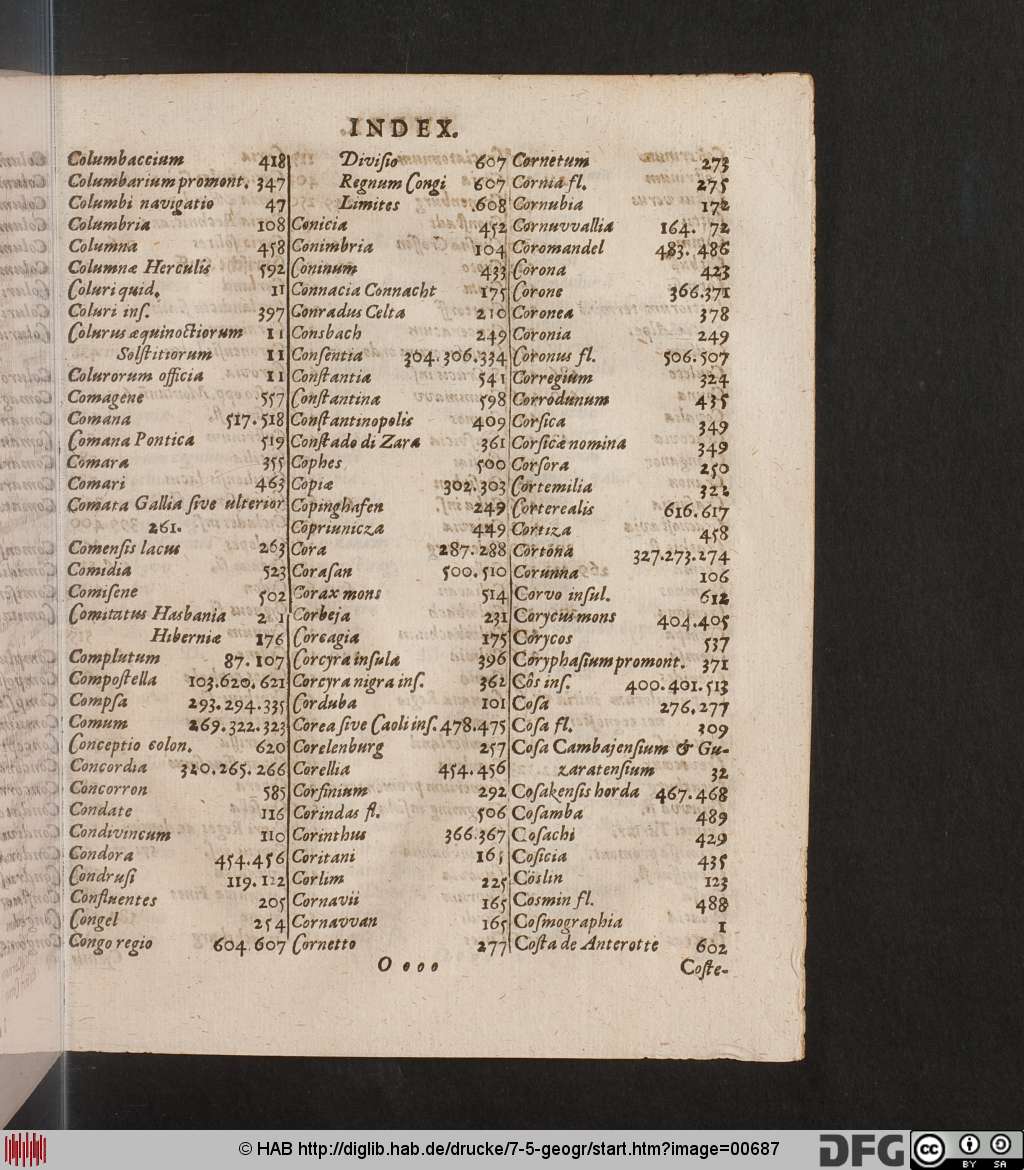 INDEX.
Columbaccium 418
Columbarium promont. 347
Columbi navigatio 47
Columbria 108
Columna 458
Columnæ Herculis 592
Coluri quid. 11
Coluri inſ. 397
Colurus æquinoctiorum 11
Solſtitiorum 11
Colurorum officia 11
Comagene 557
Comana 517.518
Comana Pontica 519
Comara 355
Comari 463
Comata Gallia ſive ulterior
261.
Comenſis lacus 263
Comidia 523
Comiſene 502
Comitatus Hasbania
Hiberniæ 176
Complutum 87.107
Compoſtella 103.620.621
Compſa 293.294.335
Comum 269.322.323
Conceptio colon. 620
Concordia 320.265.266
Concorron 585
Condate 116
Condivincum 110
Condora 454.456
Condruſi 119.122
Confluentes 205
Congel 254
Congo regio 604.607
Diviſio 607
Regnum Congi 607
Limites 608
Conicia 452
Conimbria 104
Coninum 433
Connacia Connacht 175
Conradus Celta 210
Consbach 249
Conſentia 304.306.334
Conſtantia 541
Conſtantina 598
Conſtantinopolis 409
Conſtado di Zara 361
Cophes 500
Copiæ 302.303
Copinghafen 249
Copriunicza 449
Cora 287.288
Coraſan 500.510
Corax mons 514
Corbeja 231
Corcagia 175
Corcyra inſula 396
Corcyra nigra inſ. 362
Corduba 101
Corea ſive Caoli inſ. 478.475
Corelenburg 257
Corellia 454.456
Corfinium 292
Corindas fl. 506
Corinthus 366.367
Coritani 163
Corlim 225
Cornavii 165
Cornavvan 165
Cornetto 277
Cornetum 273
Cornia fl. 275
Cornubia 172
Cornuvvallia 164. 72
Coromandel 483. 486
Corona 423
Corone 366.371
Coronea 378
Coronia 249
Coronus fl. 506.507
Corregium 324
Corrodunum 435
Corſica 349
Corſicæ nomina 349
Corſora 250
Cortemilia 322
Corterealis 616.617
Cortiza 458
Cortona 327.273.274
Corunna 106
Corvo inſul. 612
Corycus mons 404.405
Corycos 537
Coryphaſium promont. 371
Côs inſ. 400.401.513
Coſa 276.277
Coſa fl. 309
Coſa Cambajenſium & Gu-
zaratenſium 32
Coſakenſis horda 467.468
Coſamba 489
Coſachi 429
Coſicia 435
Cöslin 123
Cosmin fl. 488
Coſmographia 1
Coſta de Anterotte 602
O ooo
Coſte-
© HAB http://diglib.hab.de/drucke/7-5-geogr/start.htm?image=00687
DFG
cc
BY SA